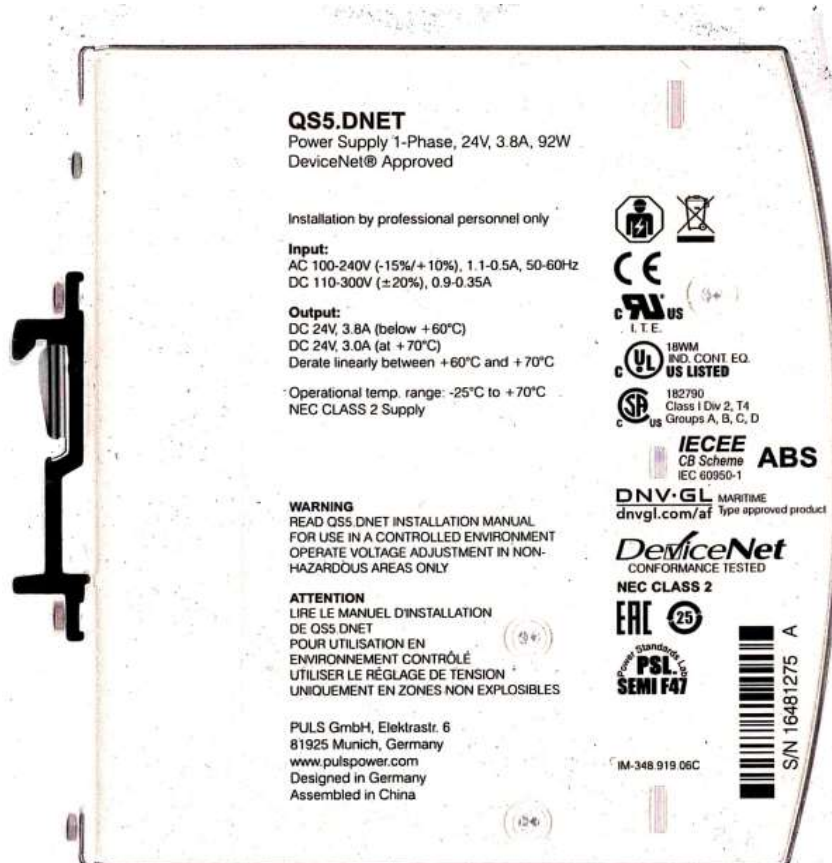 QS5.DNET
Power Supply 1-Phase, 24V, 3.8A, 92W
DeviceNet® Approved
Installation by professional personnel only
Input:
AC 100-240V (-15%/+10%), 1.1-0.5A, 50-60Hz
DC 110-300V (±20%), 0.9-0.35A
Output:
DC 24V, 3.8A (below +60°C)
DC 24V, 3.0A (at +70°C)
Derate linearly between +60°C and +70°C
Operational temp. range: -25°C to +70°C
NEC CLASS 2 Supply
WARNING
READ QS5.DNET INSTALLATION MANUAL
FOR USE IN A CONTROLLED ENVIRONMENT
OPERATE VOLTAGE ADJUSTMENT IN NON-
HAZARDOUS AREAS ONLY
ATTENTION
LIRE LE MANUEL D'INSTALLATION
DE QS5.DNET
POUR UTILISATION EN
ENVIRONNEMENT CONTRÔLÉ
UTILISER LE RÉGLAGE DE TENSION
UNIQUEMENT EN ZONES NON EXPLOSIBLES
PULS GmbH, Elektrastr. 6
81925 Munich, Germany
www.pulspower.com
Designed in Germany
Assembled in China
CE
c RU US
I.T.E.
c UL 18WM
IND. CONT. EQ.
US LISTED
c SA US 182790
Class I Div 2, T4
Groups A, B, C, D
IECEE
CB Scheme
IEC 60950-1
ABS
DNV·GL MARITIME
dnvgl.com/af Type approved product
DeviceNet
CONFORMANCE TESTED
NEC CLASS 2
EAC 25
Power Standards Lab
PSL
SEMI F47
IM-348.919.06C
S/N 16481275 A